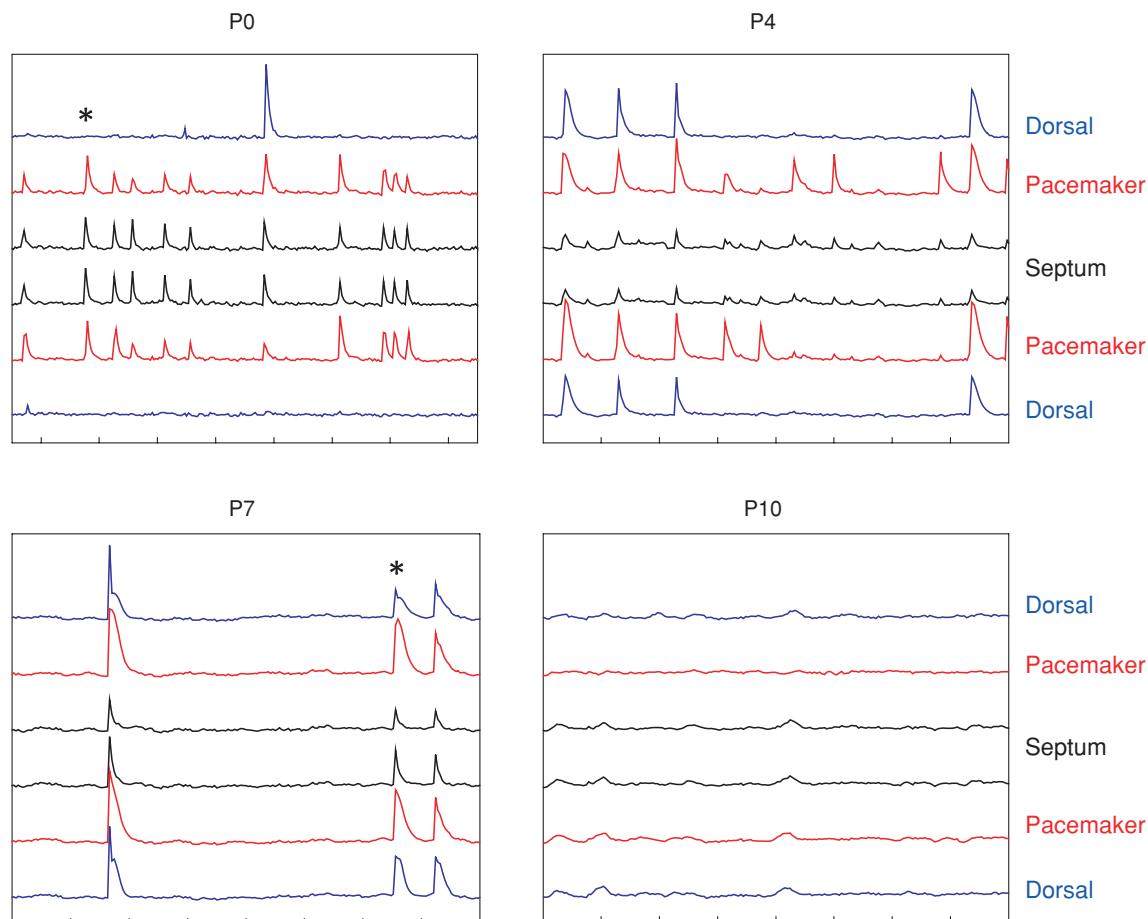 P0
P4
*
Dorsal
Pacemaker
Septum
Pacemaker
Dorsal
P7
P10
*
Dorsal
Pacemaker
Septum
Pacemaker
Dorsal